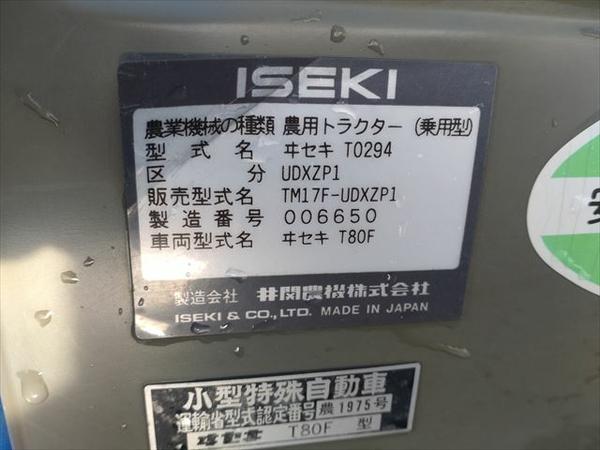 ISEKI
農業機械の種類 農用トラクター (乗用型)
型式名 ヰセキ T0294
区分 UDXZP1
販売型式名 TM17F-UDXZP1
製造番号 006650
車両型式名 ヰセキ T80F
製造会社 井関農機株式会社
ISEKI & CO., LTD. MADE IN JAPAN
小型特殊自動車
運輸省型式認定番号 農1975号
T80F 型